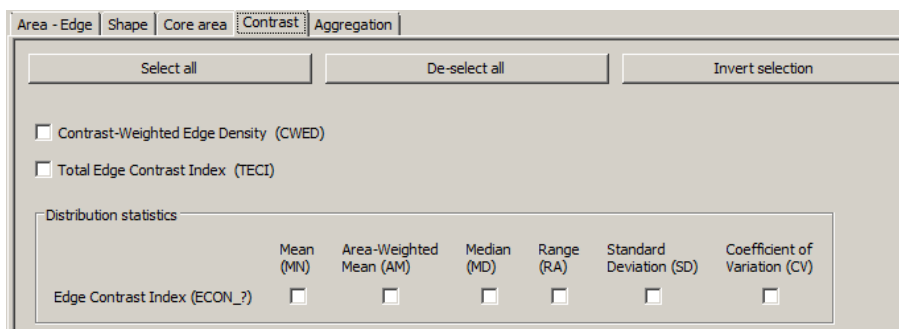 Area - Edge Shape Core area Contrast Aggregation
Select all De-select all Invert selection
Contrast-Weighted Edge Density (CWED)
Total Edge Contrast Index (TECI)
Distribution statistics
Mean Area-Weighted Median Range Standard Coefficient of
(MN) Mean (AM) (MD) (RA) Deviation (SD) Variation (CV)
Edge Contrast Index (ECON_?)